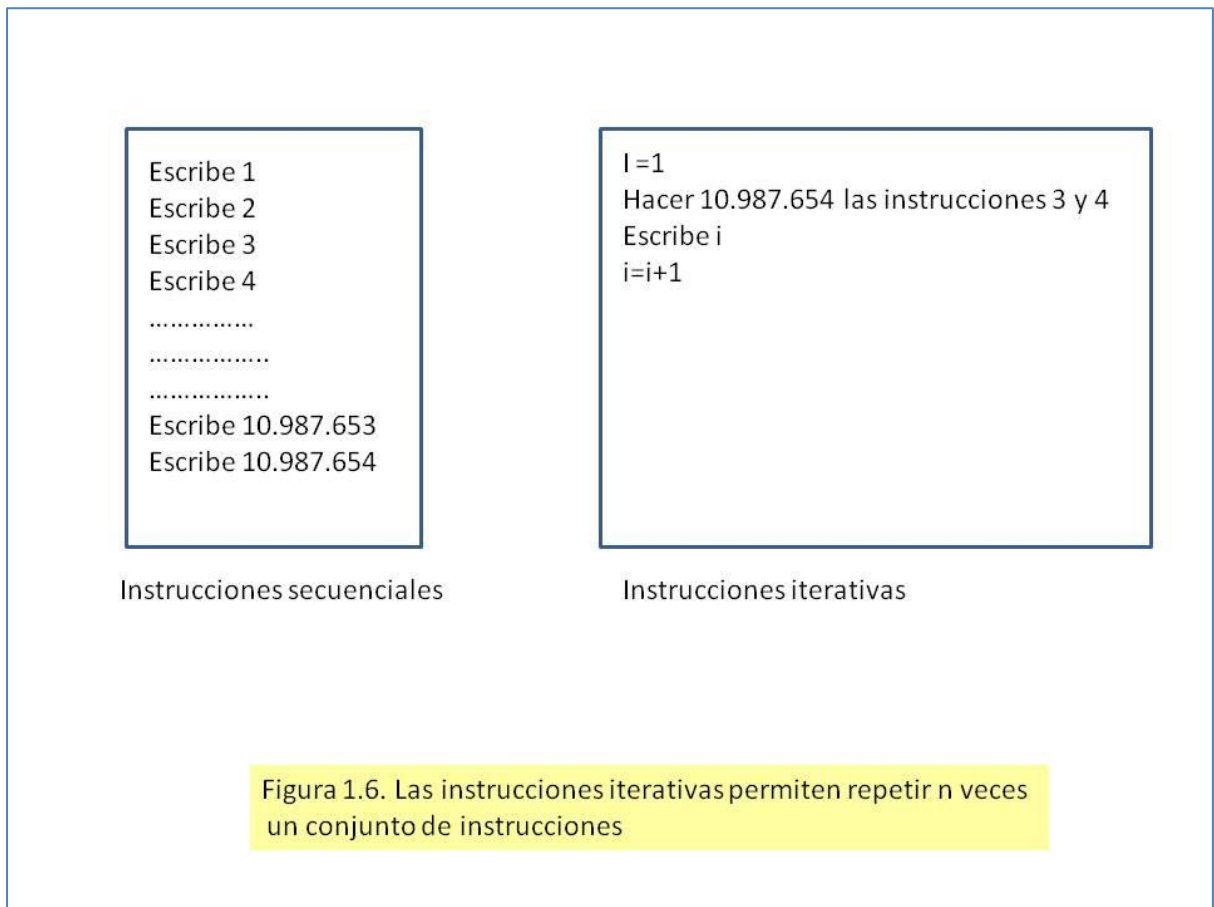 Escribe 1
Escribe 2
Escribe 3
Escribe 4
……………
……………..
……………..
Escribe 10.987.653
Escribe 10.987.654
Instrucciones secuenciales
I =1
Hacer 10.987.654 las instrucciones 3 y 4
Escribe i
i=i+1
Instrucciones iterativas
Figura 1.6. Las instrucciones iterativas permiten repetir n veces
un conjunto de instrucciones